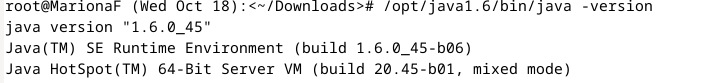 root@MarionaF (Wed Oct 18):<~/Downloads># /opt/java1.6/bin/java -version
java version "1.6.0_45"
Java(TM) SE Runtime Environment (build 1.6.0_45-b06)
Java HotSpot(TM) 64-Bit Server VM (build 20.45-b01, mixed mode)